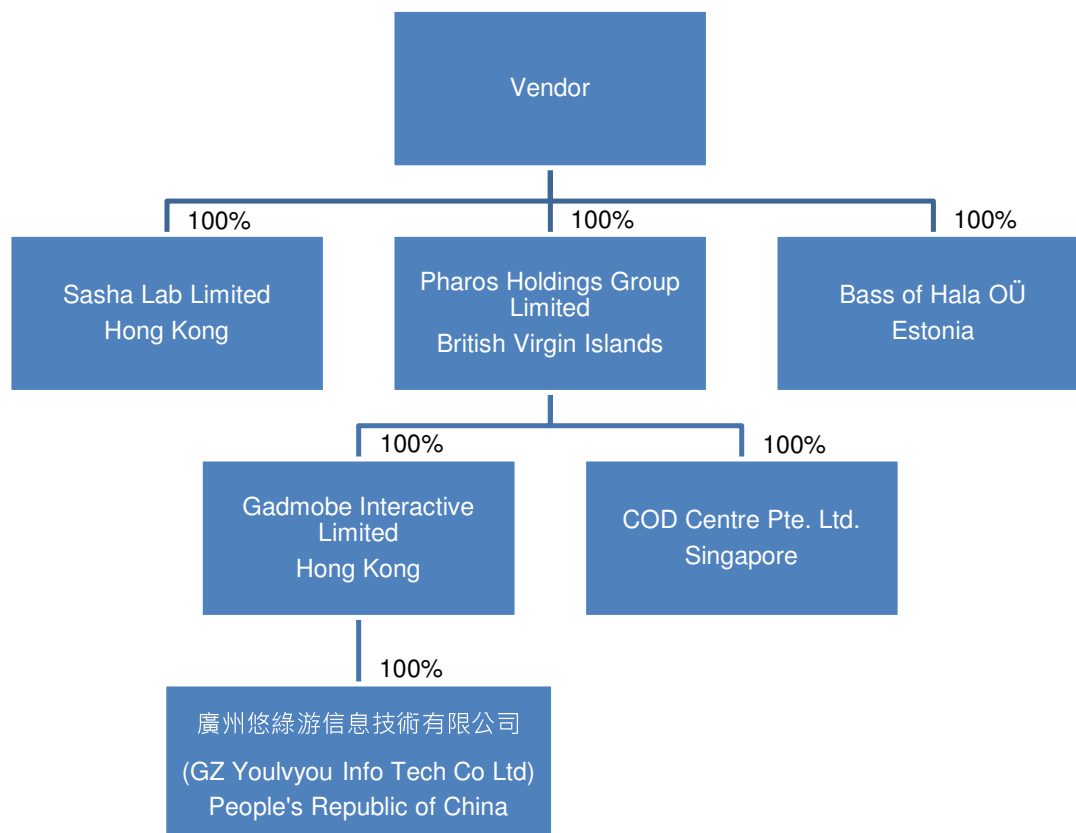 Vendor
100%
100%
100%
Sasha Lab Limited
Hong Kong
Pharos Holdings Group
Limited
British Virgin Islands
Bass of Hala OÜ
Estonia
100%
100%
Gadmobe Interactive
Limited
Hong Kong
COD Centre Pte. Ltd.
Singapore
100%
廣州悠綠游信息技術有限公司
(GZ Youlvyou Info Tech Co Ltd)
People's Republic of China